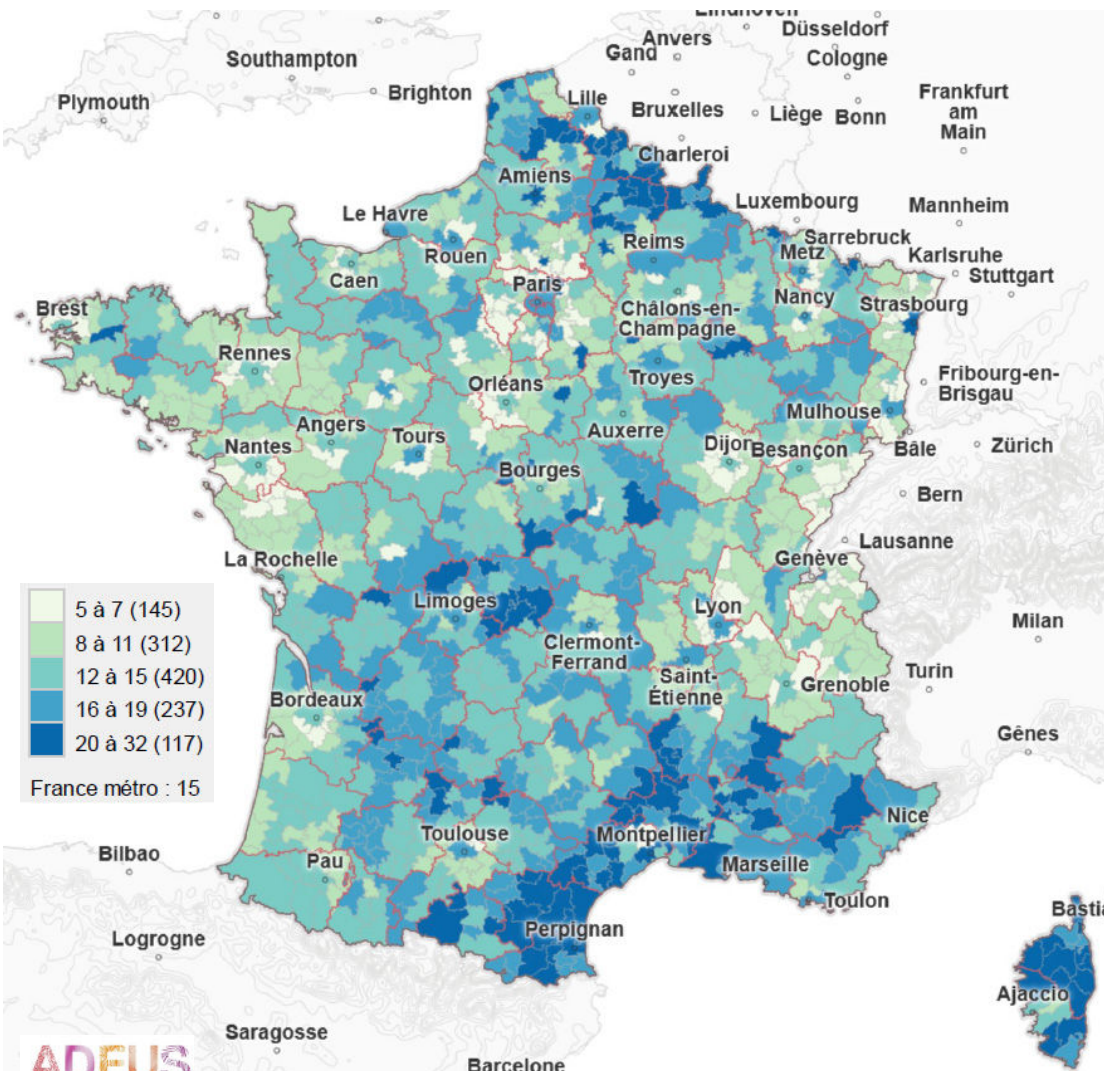 Eindhoven
Düsseldorf
Anvers
Gand
Cologne
Southampton
Brighton
Lille
Bruxelles
Liège
Bonn
Frankfurt
am
Main
Plymouth
Charleroi
Amiens
Luxembourg
Mannheim
Le Havre
Rouen
Reims
Sarrebruck
Metz
Karlsruhe
Stuttgart
Caen
Paris
Châlons-en-
Champagne
Nancy
Strasbourg
Brest
Rennes
Orléans
Troyes
Fribourg-en-
Brisgau
Mulhouse
Angers
Tours
Auxerre
Nantes
Dijon
Besançon
Bâle
Zürich
Bourges
Bern
Lausanne
La Rochelle
Genève
5 à 7 (145)
8 à 11 (312)
12 à 15 (420)
16 à 19 (237)
20 à 32 (117)
France métro : 15
Limoges
Lyon
Milan
Clermont-
Ferrand
Saint-
Étienne
Grenoble
Turin
Bordeaux
Gênes
Nice
Toulouse
Montpellier
Bilbao
Pau
Marseille
Toulon
Bastia
Perpignan
Logrogne
Ajaccio
Saragosse
ADEUS
Barcelone